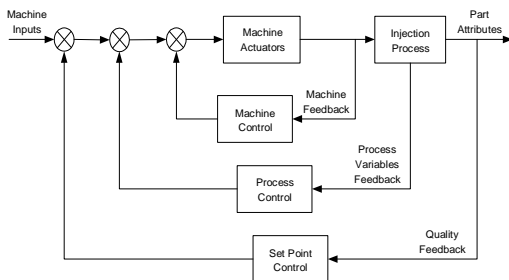 Machine
Inputs
Machine
Actuators
Injection
Process
Part
Attributes
Machine
Feedback
Machine
Control
Process
Variables
Feedback
Process
Control
Quality
Feedback
Set Point
Control